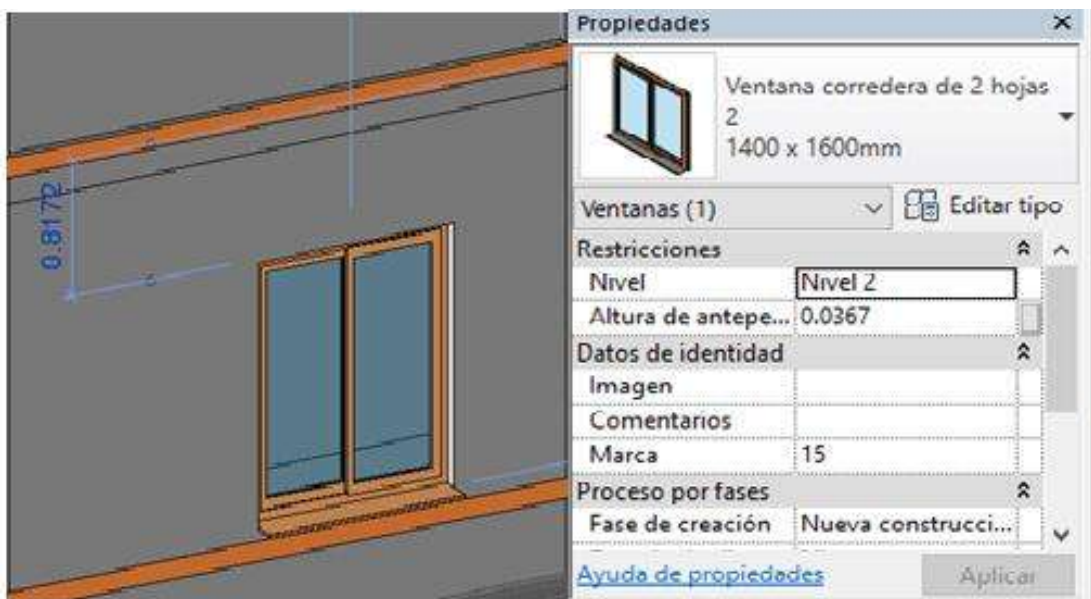 0.8172
Propiedades
Ventana corredera de 2 hojas
2
1400 x 1600mm
Ventanas (1)
Editar tipo
Restricciones
Nivel Nivel 2
Altura de antepe... 0.0367
Datos de identidad
Imagen
Comentarios
Marca 15
Proceso por fases
Fase de creación Nueva construcci...
Ayuda de propiedades Aplicar